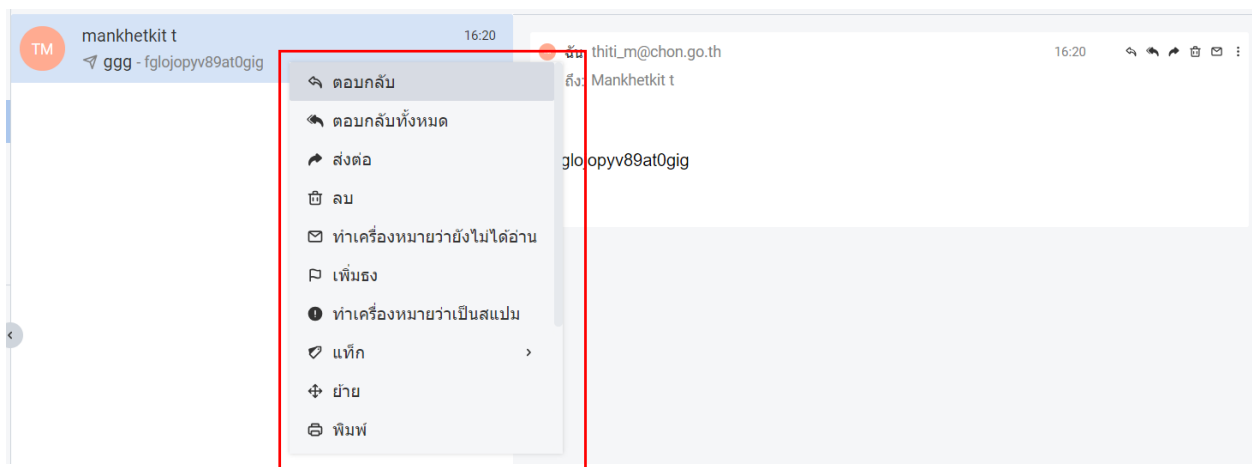 TM
mankhetkit t 16:20
ggg - fglojopyv89at0gig
ตอบกลับ
ตอบกลับทั้งหมด
ส่งต่อ
ลบ
ทำเครื่องหมายว่ายังไม่ได้อ่าน
เพิ่มธง
ทำเครื่องหมายว่าเป็นสแปม
แท็ก
ย้าย
พิมพ์
ฉัน: thiti_m@chon.go.th 16:20
ถึง: Mankhetkit t
glojopyv89at0gig